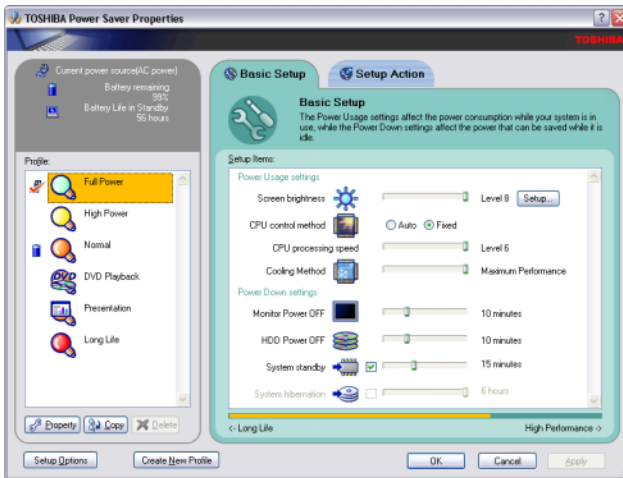 TOSHIBA Power Saver Properties
TOSHIBA
Current power source(AC power)
Battery remaining
99%
Battery Life in Standby
56 hours
Profile:
Full Power
High Power
Normal
DVD Playback
Presentation
Long Life
Property
Copy
Delete
Setup Options
Create New Profile
Basic Setup
Setup Action
Basic Setup
The Power Usage settings affect the power consumption while your system is in
use, while the Power Down settings affect the power that can be saved while it is
idle.
Setup Items:
Power Usage settings
Screen brightness Level 8 Setup...
CPU control method Auto Fixed
CPU processing speed Level 6
Cooling Method Maximum Performance
Power Down settings
Monitor Power OFF 10 minutes
HDD Power OFF 10 minutes
System standby 15 minutes
System hibernation 6 hours
<- Long Life High Performance ->
OK Cancel Apply